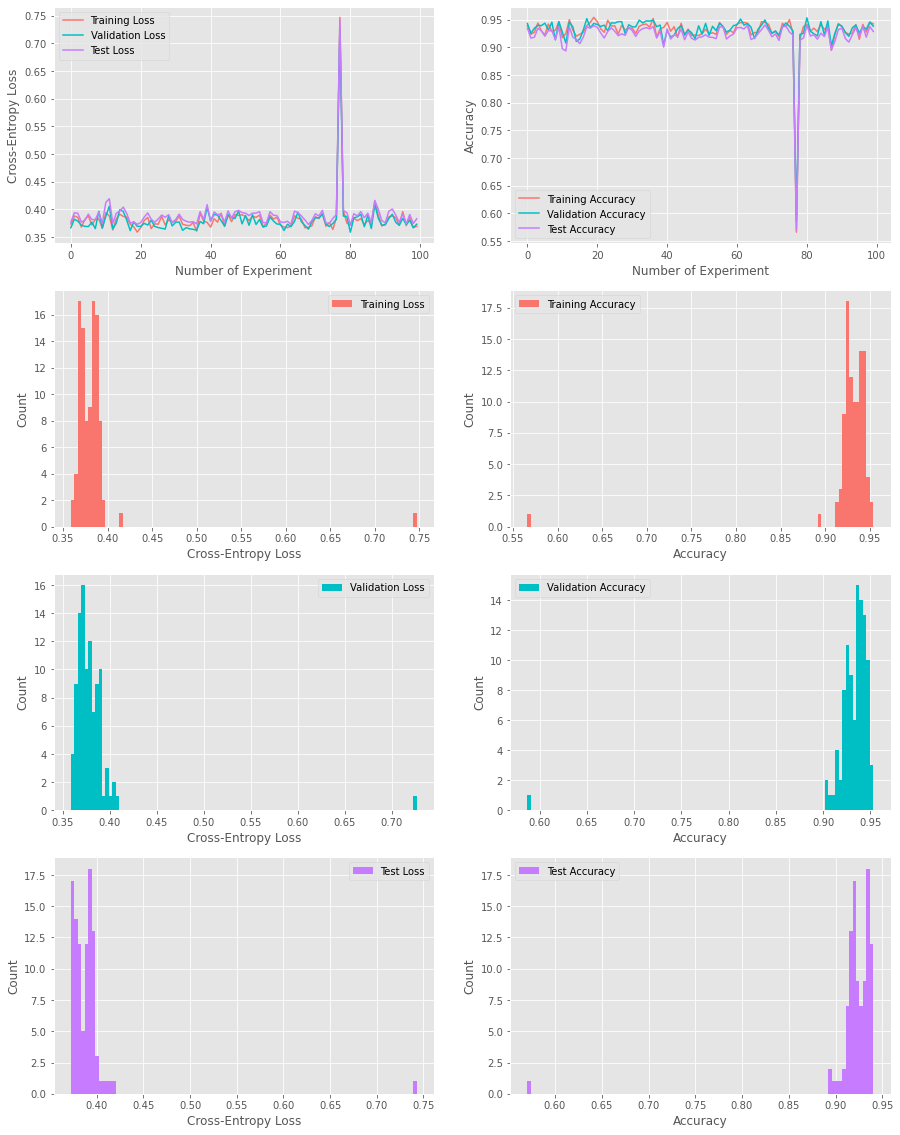 Training Loss
Validation Loss
Test Loss
0.75
0.70
0.65
0.60
0.55
0.50
0.45
0.40
0.35
Cross-Entropy Loss
0 20 40 60 80 100
Number of Experiment
0.95
0.90
0.85
0.80
0.75
0.70
0.65
0.60
0.55
Accuracy
Training Accuracy
Validation Accuracy
Test Accuracy
0 20 40 60 80 100
Number of Experiment
Training Loss
16
14
12
10
8
6
4
2
0
Count
0.35 0.40 0.45 0.50 0.55 0.60 0.65 0.70 0.75
Cross-Entropy Loss
Training Accuracy
17.5
15.0
12.5
10.0
7.5
5.0
2.5
0.0
Count
0.55 0.60 0.65 0.70 0.75 0.80 0.85 0.90 0.95
Accuracy
Validation Loss
16
14
12
10
8
6
4
2
0
Count
0.35 0.40 0.45 0.50 0.55 0.60 0.65 0.70
Cross-Entropy Loss
Validation Accuracy
14
12
10
8
6
4
2
0
Count
0.60 0.65 0.70 0.75 0.80 0.85 0.90 0.95
Accuracy
Test Loss
17.5
15.0
12.5
10.0
7.5
5.0
2.5
0.0
Count
0.40 0.45 0.50 0.55 0.60 0.65 0.70 0.75
Cross-Entropy Loss
Test Accuracy
17.5
15.0
12.5
10.0
7.5
5.0
2.5
0.0
Count
0.60 0.65 0.70 0.75 0.80 0.85 0.90 0.95
Accuracy